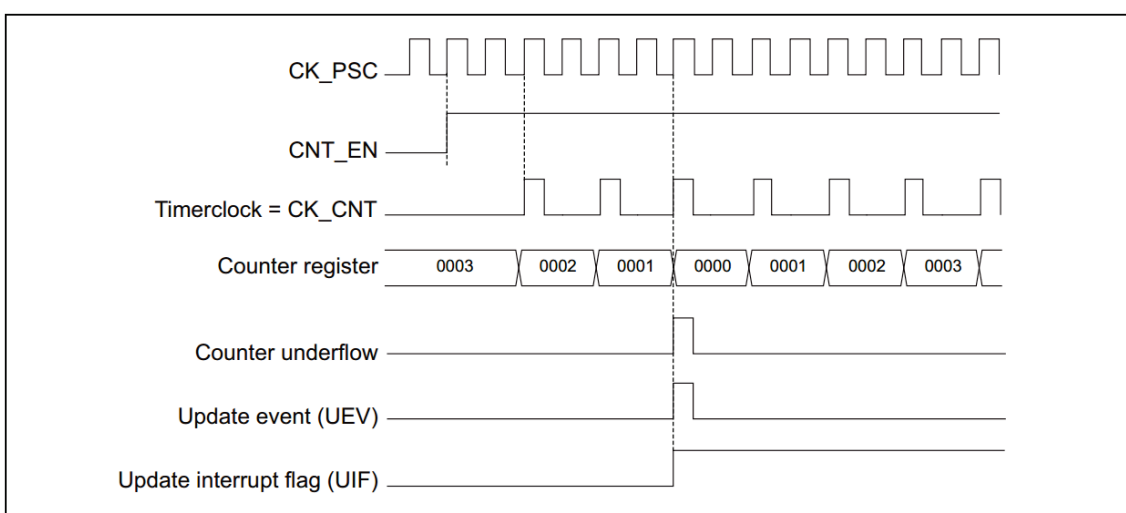 CK_PSC
CNT_EN
Timerclock = CK_CNT
Counter register 0003 0002 0001 0000 0001 0002 0003
Counter underflow
Update event (UEV)
Update interrupt flag (UIF)